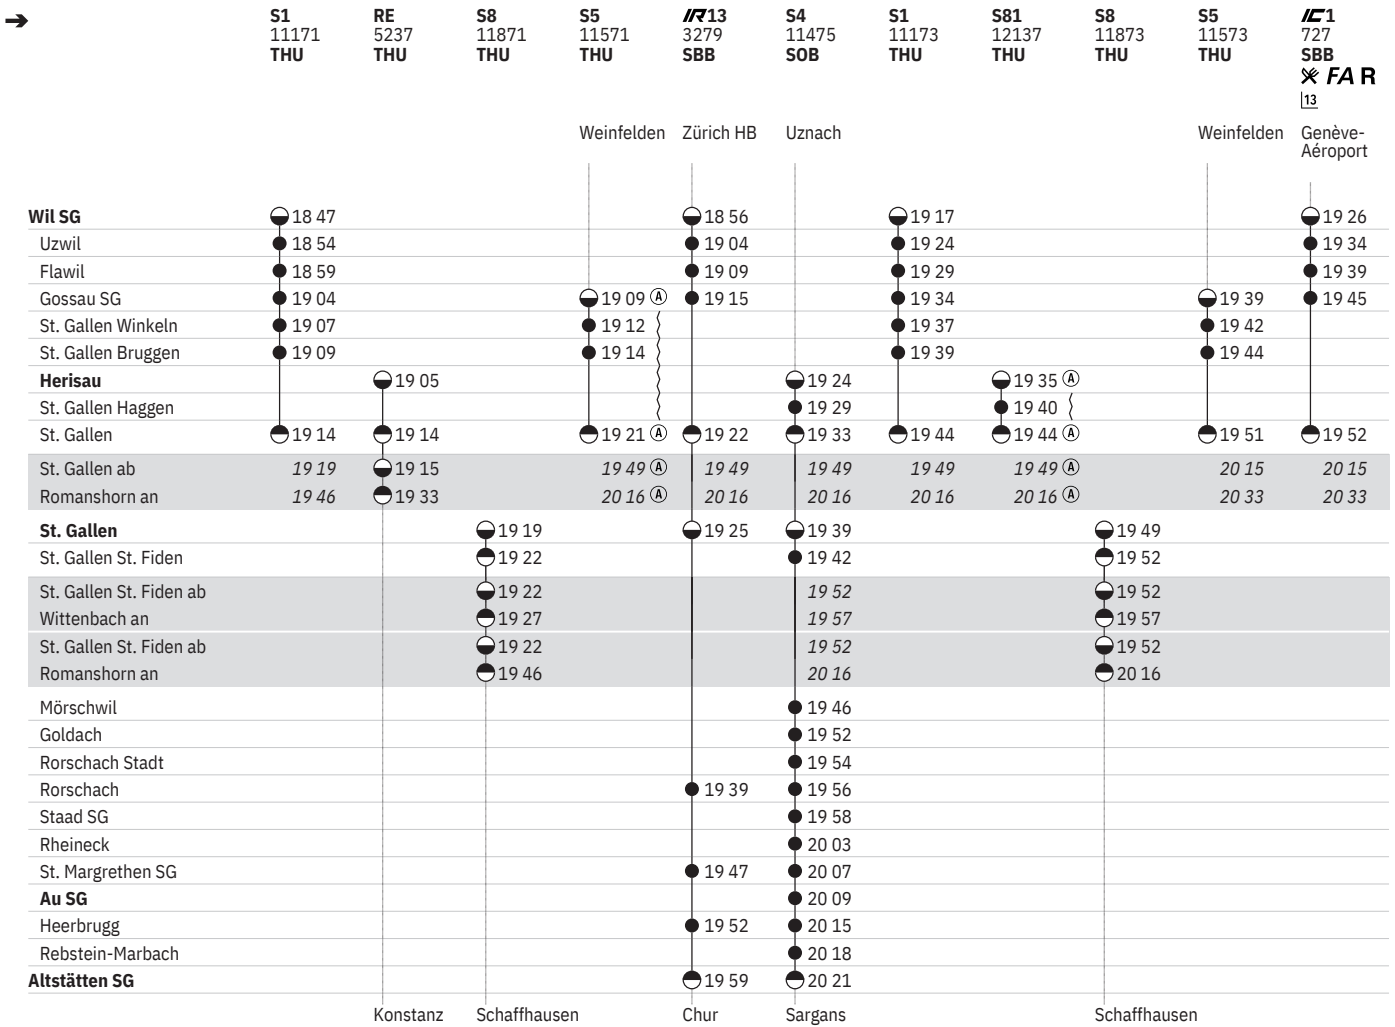 ➔ S1 RE S8 S5 IR13 S4 S1 S81 S8 S5 IC1
11171 5237 11871 11571 3279 11475 11173 12137 11873 11573 727
THU THU THU THU SBB SOB THU THU THU THU SBB
FA R
13
Weinfelden Zürich HB Uznach Weinfelden Genève-
Aéroport
Wil SG 18 47 18 56 19 17 19 26
Uzwil 18 54 19 04 19 24 19 34
Flawil 18 59 19 09 19 29 19 39
Gossau SG 19 04 19 09 Ⓐ 19 15 19 34 19 39 19 45
St. Gallen Winkeln 19 07 19 12 19 37 19 42
St. Gallen Bruggen 19 09 19 14 19 39 19 44
Herisau 19 05 19 24 19 35 Ⓐ
St. Gallen Haggen 19 29 19 40
St. Gallen 19 14 19 14 19 21 Ⓐ 19 22 19 33 19 44 19 44 Ⓐ 19 51 19 52
St. Gallen ab 19 19 19 15 19 49 Ⓐ 19 49 19 49 19 49 19 49 Ⓐ 20 15 20 15
Romanshorn an 19 46 19 33 20 16 Ⓐ 20 16 20 16 20 16 20 16 Ⓐ 20 33 20 33
St. Gallen 19 19 19 25 19 39 19 49
St. Gallen St. Fiden 19 22 19 42 19 52
St. Gallen St. Fiden ab 19 22 19 52 19 52
Wittenbach an 19 27 19 57 19 57
St. Gallen St. Fiden ab 19 22 19 52 19 52
Romanshorn an 19 46 20 16 20 16
Mörschwil 19 46
Goldach 19 52
Rorschach Stadt 19 54
Rorschach 19 39 19 56
Staad SG 19 58
Rheineck 20 03
St. Margrethen SG 19 47 20 07
Au SG 20 09
Heerbrugg 19 52 20 15
Rebstein-Marbach 20 18
Altstätten SG 19 59 20 21
Konstanz Schaffhausen Chur Sargans Schaffhausen